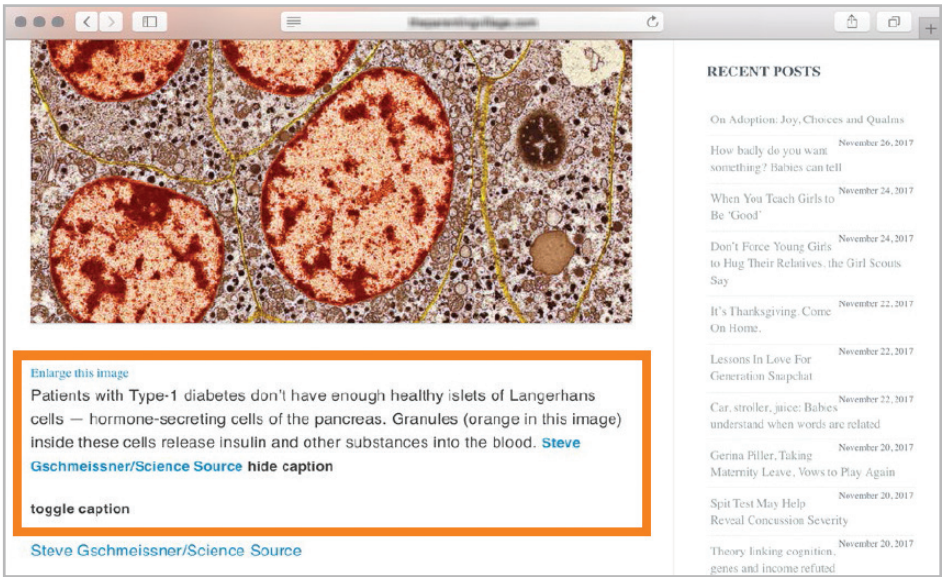 RECENT POSTS
On Adoption: Joy, Choices and Qualms
How badly do you want November 26, 2017
something? Babies can tell
When You Teach Girls to November 24, 2017
Be 'Good'
Don't Force Young Girls November 24, 2017
to Hug Their Relatives, the Girl Scouts
Say
It's Thanksgiving. Come November 22, 2017
On Home.
Lessons In Love For November 22, 2017
Generation Snapchat
Car, stroller, juice: Babies November 22, 2017
understand when words are related
Gerina Piller, Taking November 20, 2017
Maternity Leave, Vows to Play Again
Spit Test May Help November 20, 2017
Reveal Concussion Severity
Theory linking cognition, November 20, 2017
genes and income refuted
Enlarge this image
Patients with Type-1 diabetes don't have enough healthy islets of Langerhans
cells — hormone-secreting cells of the pancreas. Granules (orange in this image)
inside these cells release insulin and other substances into the blood. Steve
Gschmeissner/Science Source hide caption
toggle caption
Steve Gschmeissner/Science Source